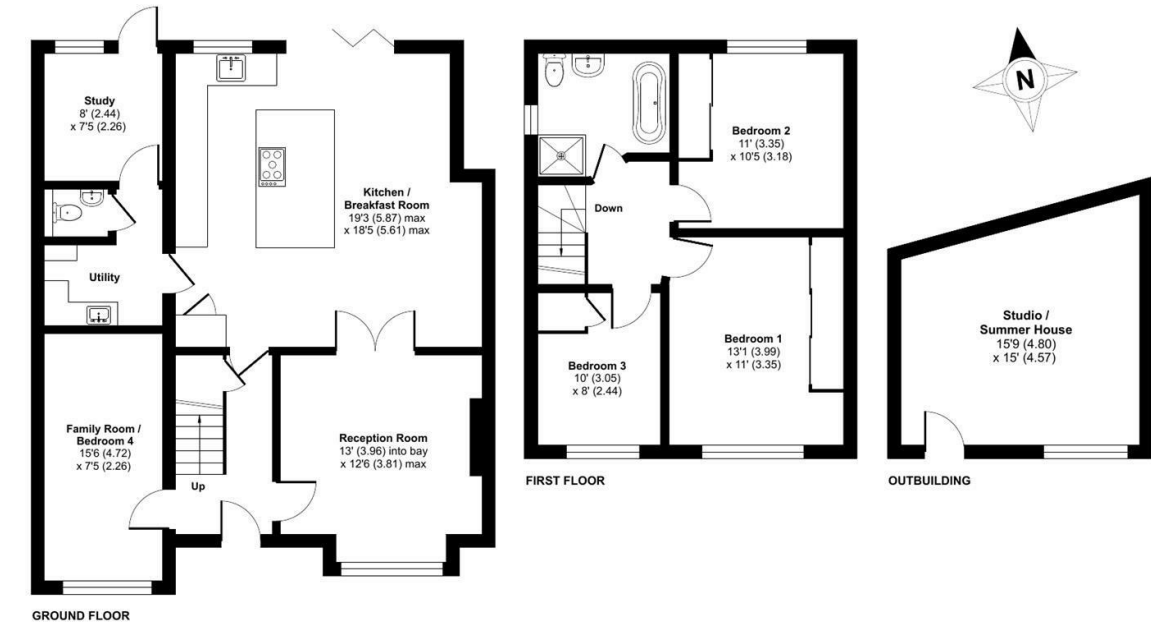 Study
8' (2.44)
x 7'5 (2.26)
Kitchen /
Breakfast Room
19'3 (5.87) max
x 18'5 (5.61) max
Utility
Family Room /
Bedroom 4
15'6 (4.72)
x 7'5 (2.26)
Up
Reception Room
13' (3.96) into bay
x 12'6 (3.81) max
GROUND FLOOR
Bedroom 2
11' (3.35)
x 10'5 (3.18)
Down
Bedroom 1
13'1 (3.99)
x 11' (3.35)
Bedroom 3
10' (3.05)
x 8' (2.44)
FIRST FLOOR
N
Studio /
Summer House
15'9 (4.80)
x 15' (4.57)
OUTBUILDING